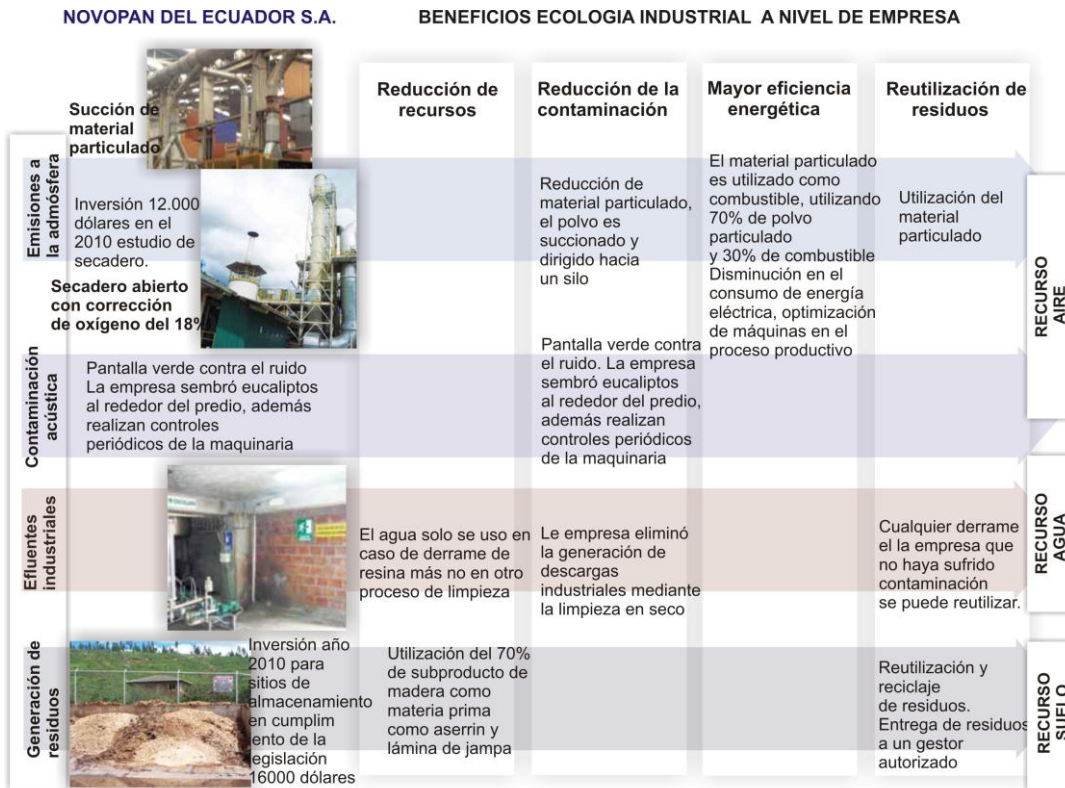 NOVOPAN DEL ECUADOR S.A.
BENEFICIOS ECOLOGIA INDUSTRIAL A NIVEL DE EMPRESA
Reducción de
recursos
Reducción de la
contaminación
Mayor eficiencia
energética
Reutilización de
residuos
Emisiones a
la admósfera
Succión de
material
particulado
Inversión 12.000
dólares en el
2010 estudio de
secadero.
Secadero abierto
con corrección
de oxígeno del 18%
Reducción de
material particulado,
el polvo es
succionado y
dirigido hacia
un silo
El material particulado
es utilizado como
combustible, utilizando
70% de polvo
particulado
y 30% de combustible
Disminución en el
consumo de energía
eléctrica, optimización
de máquinas en el
proceso productivo
Utilización del
material
particulado
RECURSO
AIRE
Contaminación
acústica
Pantalla verde contra el ruido
La empresa sembró eucaliptos
al rededor del predio, además
realizan controles
periódicos de la maquinaria
Pantalla verde contra
el ruido. La empresa
sembró eucaliptos
al rededor del predio,
además realizan
controles periódicos
de la maquinaria
Efluentes
industriales
El agua solo se uso en
caso de derrame de
resina más no en otro
proceso de limpieza
Le empresa eliminó
la generación de
descargas
industriales mediante
la limpieza en seco
Cualquier derrame
el la empresa que
no haya sufrido
contaminación
se puede reutilizar.
RECURSO
AGUA
Generación de
residuos
Inversión año
2010 para
sitios de
almacenamiento
en cumplim
ento de la
egislación
16000 dólares
Utilización del 70%
de subproducto de
madera como
materia prima
como aserrin y
lámina de jampa
Reutilización y
reciclaje
de residuos.
Entrega de residuos
a un gestor
autorizado
RECURSO
SUELO